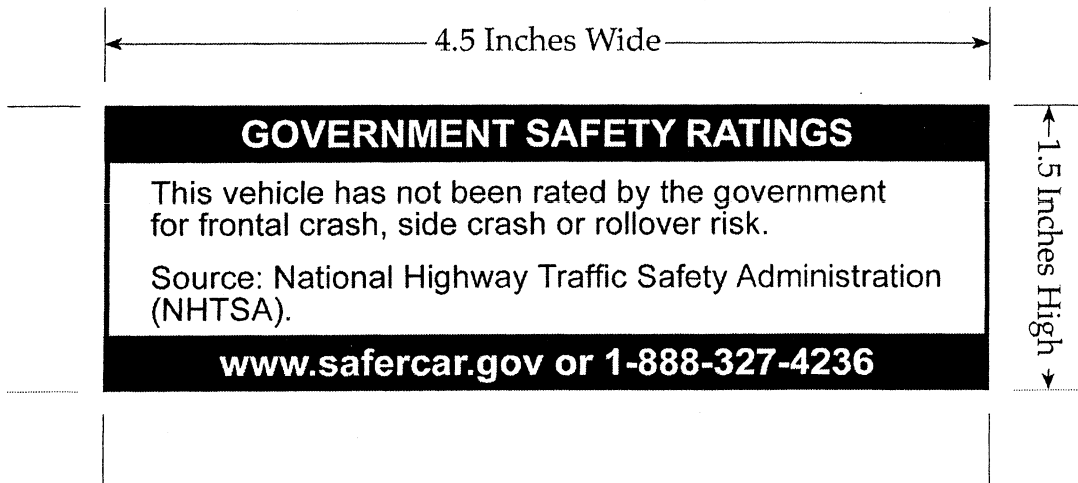 4.5 Inches Wide
GOVERNMENT SAFETY RATINGS
This vehicle has not been rated by the government
for frontal crash, side crash or rollover risk.
Source: National Highway Traffic Safety Administration
(NHTSA).
www.safercar.gov or 1-888-327-4236
1.5 Inches High